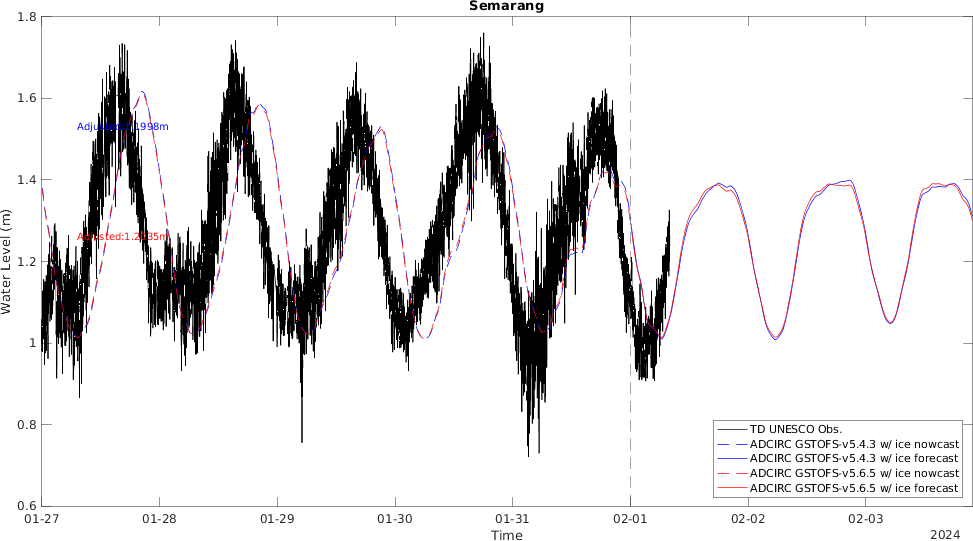 Semarang
1.8
1.6
1.4
1.2
1
0.8
0.6
Water Level (m)
m
TD UNESCO Obs.
ADCIRC GSTOFS-v5.4.3 w/ ice nowcast
ADCIRC GSTOFS-v5.4.3 w/ ice forecast
ADCIRC GSTOFS-v5.6.5 w/ ice nowcast
ADCIRC GSTOFS-v5.6.5 w/ ice forecast
01-27 01-28 01-29 01-30 01-31 02-01 02-02 02-03
Time
2024